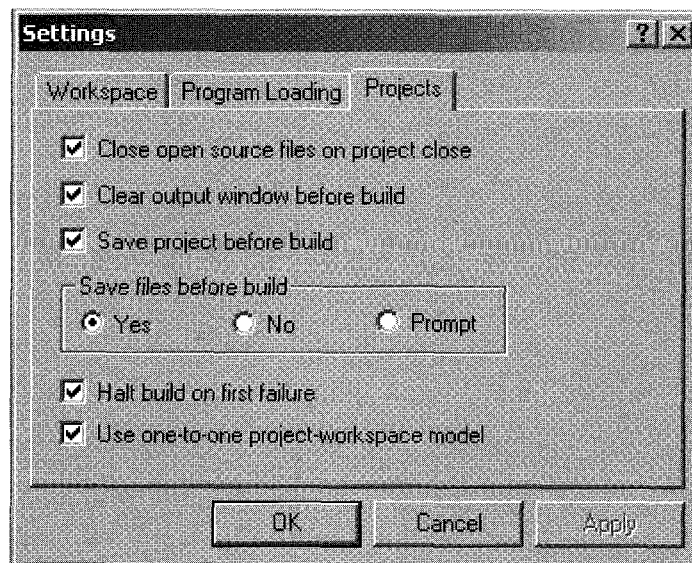 Settings
Workspace Program Loading Projects
Close open source files on project close
Clear output window before build
Save project before build
Save files before build
Yes No Prompt
Halt build on first failure
Use one-to-one project-workspace model
OK Cancel Apply